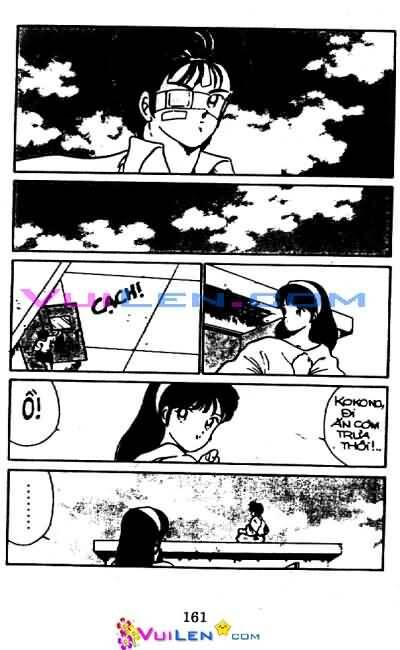 VUILEN.COM
CẠCH!
Ồ!
KOKONO,
ĐI
ĂN CƠM
TRƯA
THÔI!..
........
161
VUILEN COM